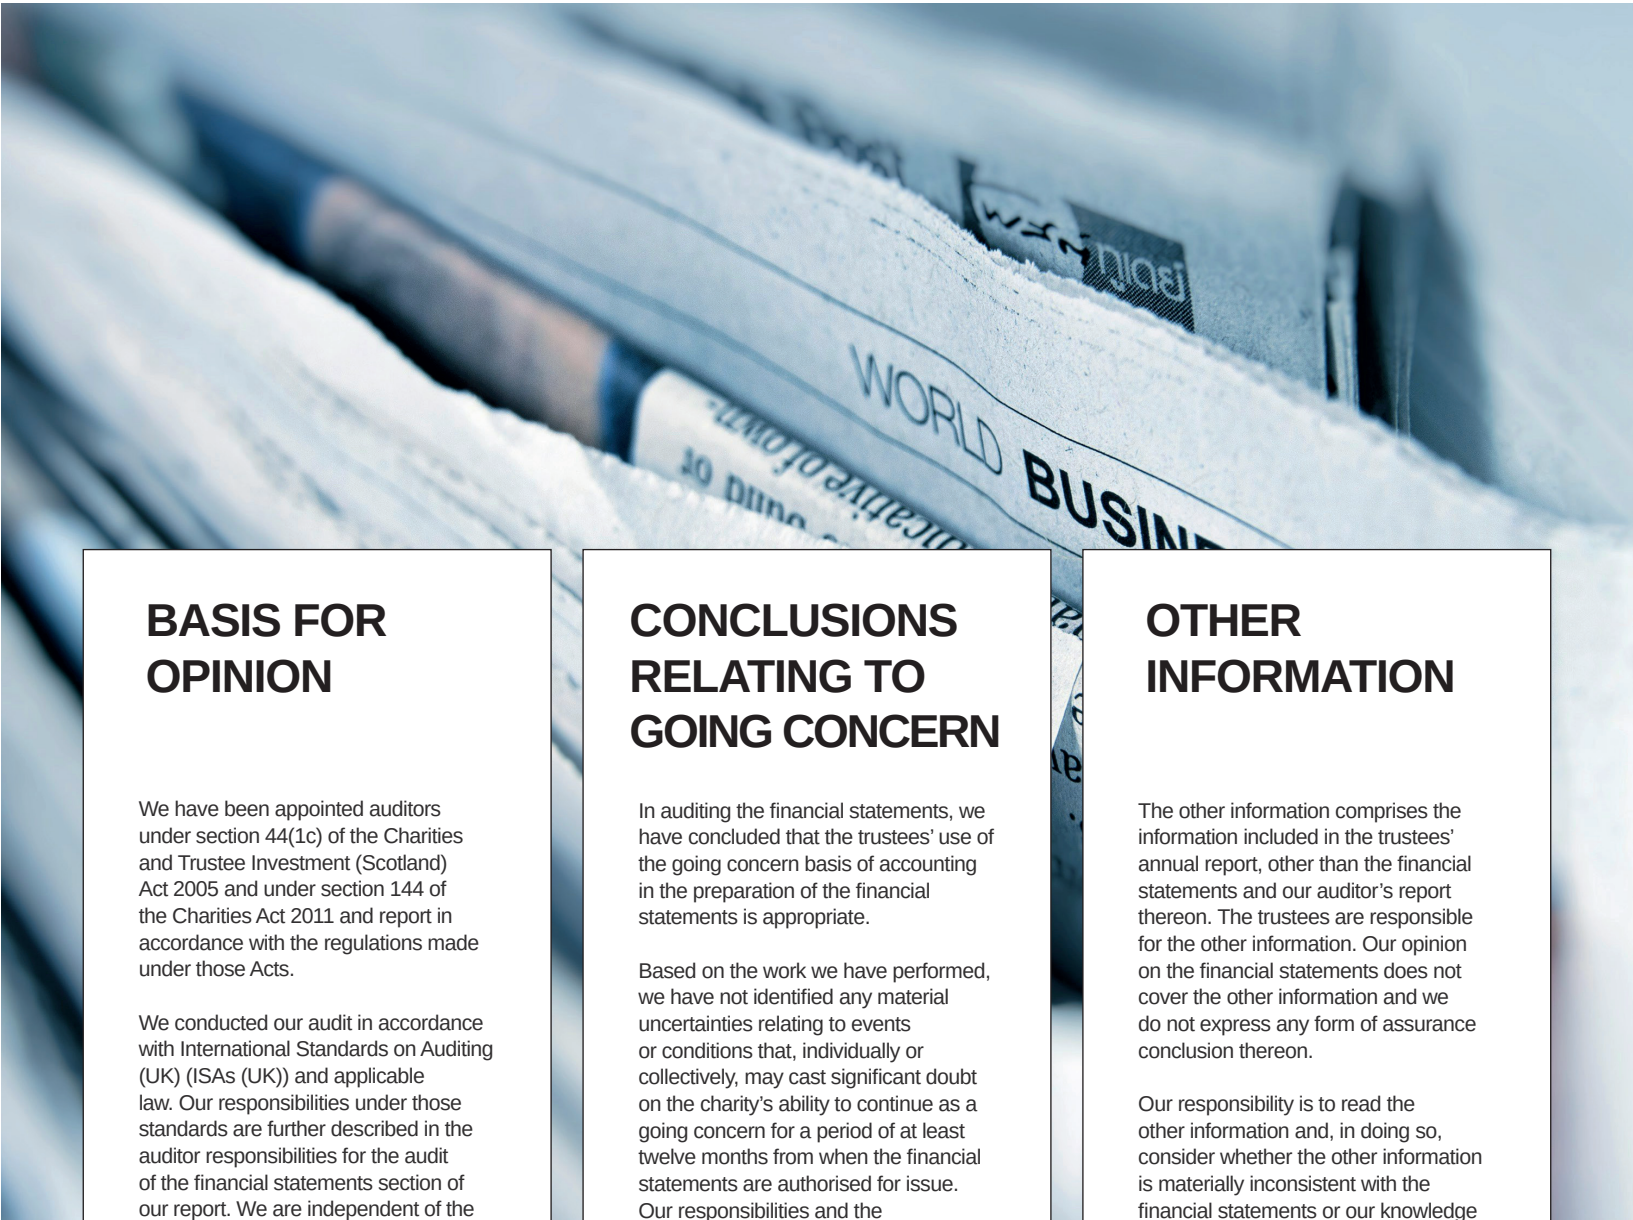 WORLD BUSINE
BASIS FOR
OPINION
We have been appointed auditors
under section 44(1c) of the Charities
and Trustee Investment (Scotland)
Act 2005 and under section 144 of
the Charities Act 2011 and report in
accordance with the regulations made
under those Acts.
We conducted our audit in accordance
with International Standards on Auditing
(UK) (ISAs (UK)) and applicable
law. Our responsibilities under those
standards are further described in the
auditor responsibilities for the audit
of the financial statements section of
our report. We are independent of the
CONCLUSIONS
RELATING TO
GOING CONCERN
In auditing the financial statements, we
have concluded that the trustees’ use of
the going concern basis of accounting
in the preparation of the financial
statements is appropriate.
Based on the work we have performed,
we have not identified any material
uncertainties relating to events
or conditions that, individually or
collectively, may cast significant doubt
on the charity’s ability to continue as a
going concern for a period of at least
twelve months from when the financial
statements are authorised for issue.
Our responsibilities and the
OTHER
INFORMATION
The other information comprises the
information included in the trustees’
annual report, other than the financial
statements and our auditor’s report
thereon. The trustees are responsible
for the other information. Our opinion
on the financial statements does not
cover the other information and we
do not express any form of assurance
conclusion thereon.
Our responsibility is to read the
other information and, in doing so,
consider whether the other information
is materially inconsistent with the
financial statements or our knowledge